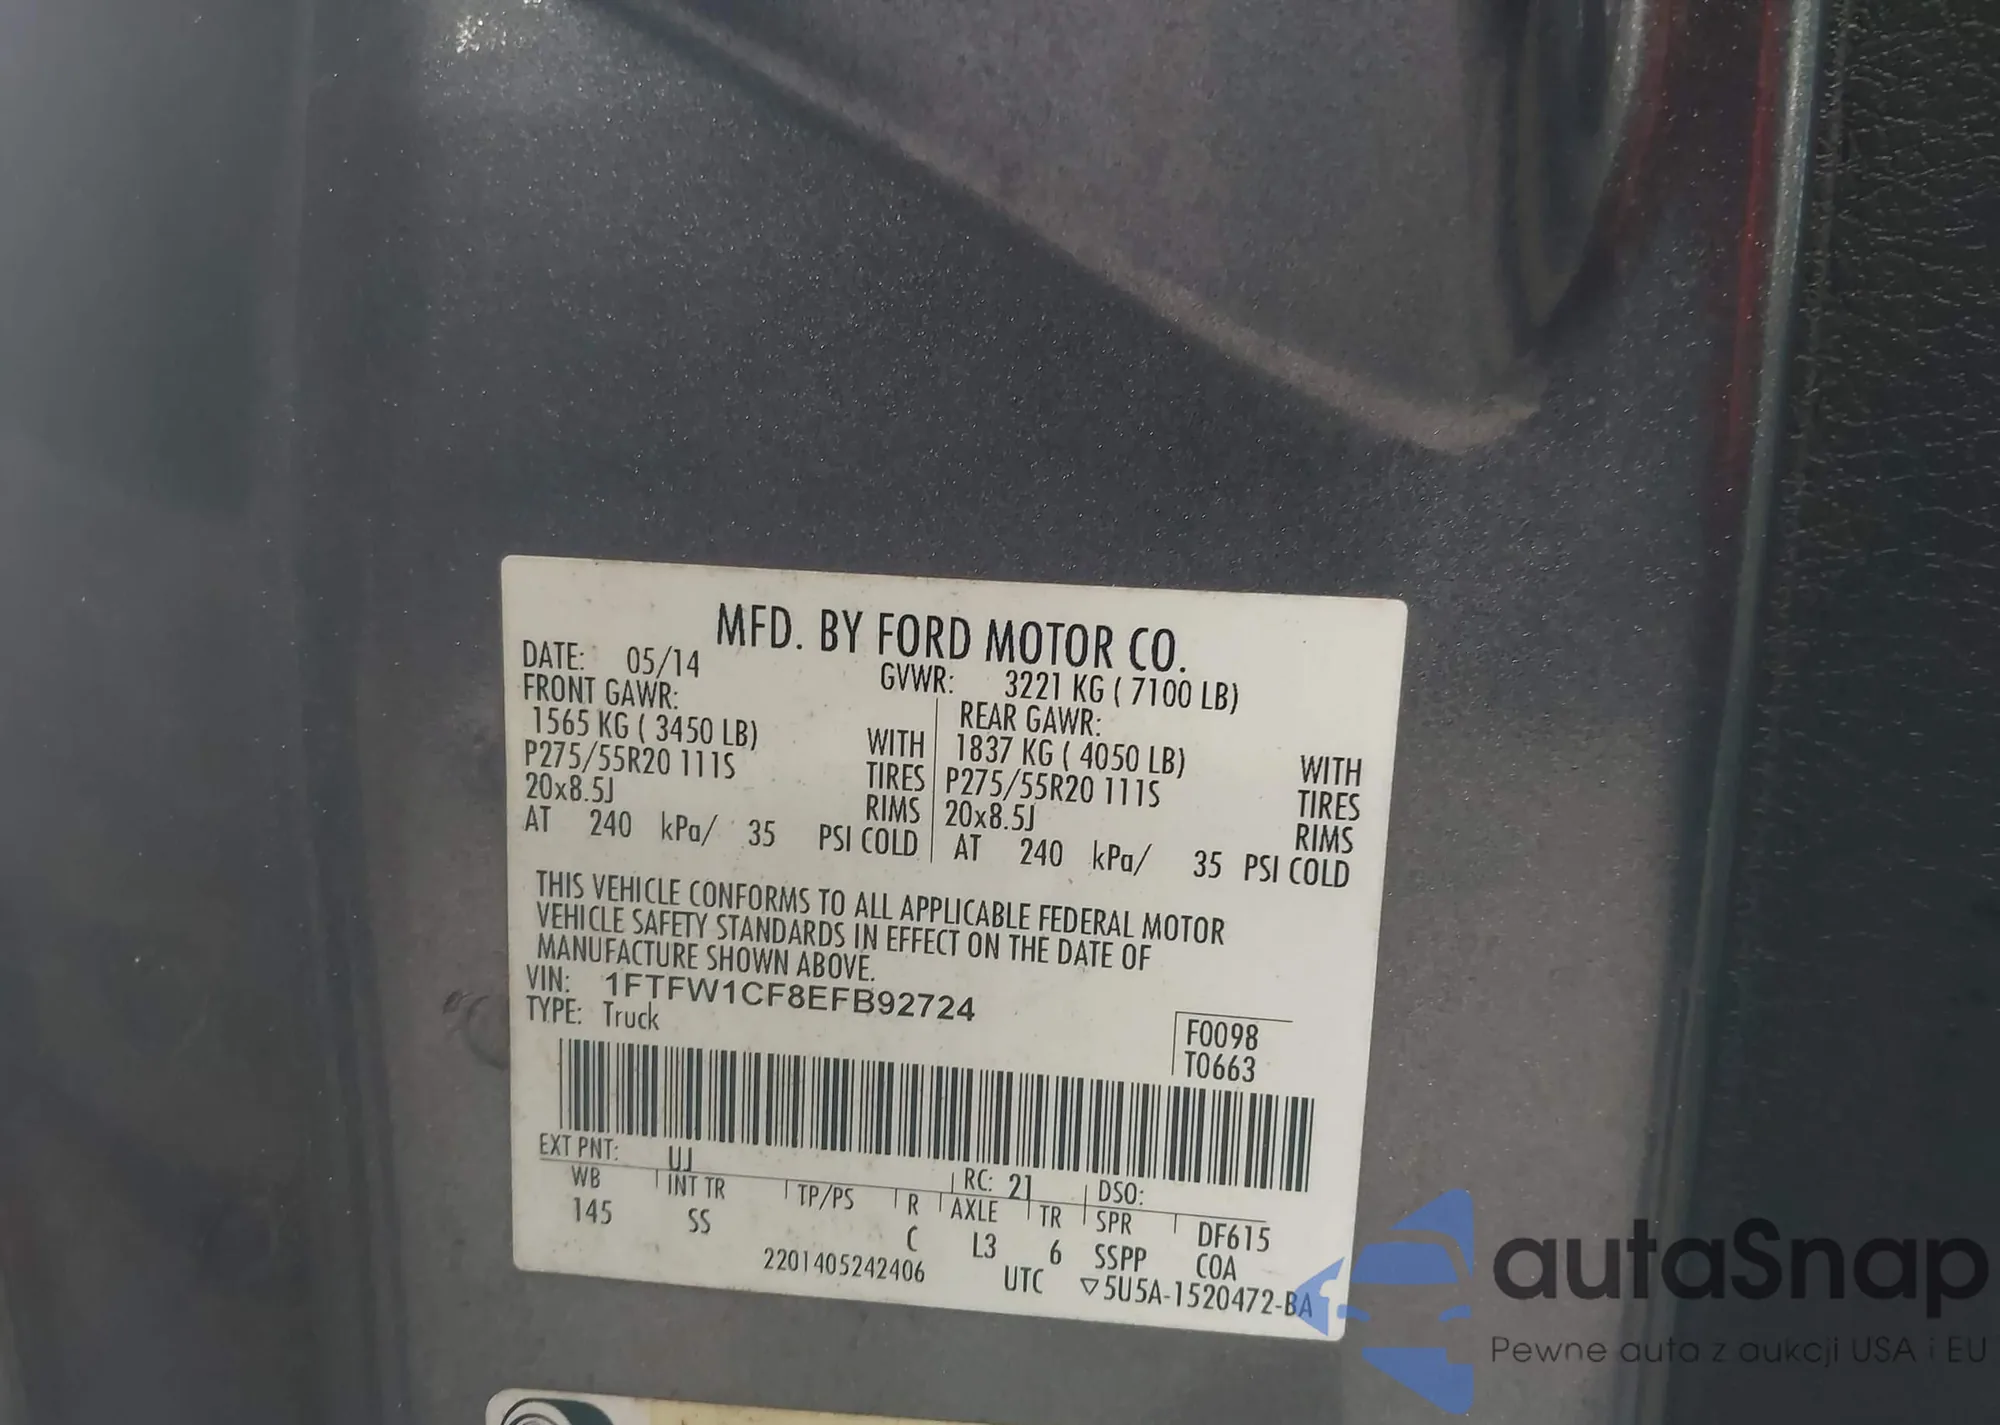 MFD. BY FORD MOTOR CO.
DATE: 05/14 GVWR: 3221 KG ( 7100 LB)
FRONT GAWR: REAR GAWR:
1565 KG ( 3450 LB) WITH 1837 KG ( 4050 LB) WITH
P275/55R20 111S TIRES P275/55R20 111S TIRES
20x8.5J RIMS 20x8.5J RIMS
AT 240 kPa/ 35 PSI COLD AT 240 kPa/ 35 PSI COLD
THIS VEHICLE CONFORMS TO ALL APPLICABLE FEDERAL MOTOR
VEHICLE SAFETY STANDARDS IN EFFECT ON THE DATE OF
MANUFACTURE SHOWN ABOVE.
VIN: 1FTFW1CF8EFB92724
TYPE: Truck
F0098
T0663
EXT PNT: UJ RC: 21 DSO:
WB INT TR TP/PS R AXLE TR SPR DF615
145 SS C L3 6 SSPP COA
2201405242406 UTC ▽5U5A-1520472-BA
autaSnap
Pewne auta z aukcji USA i EU